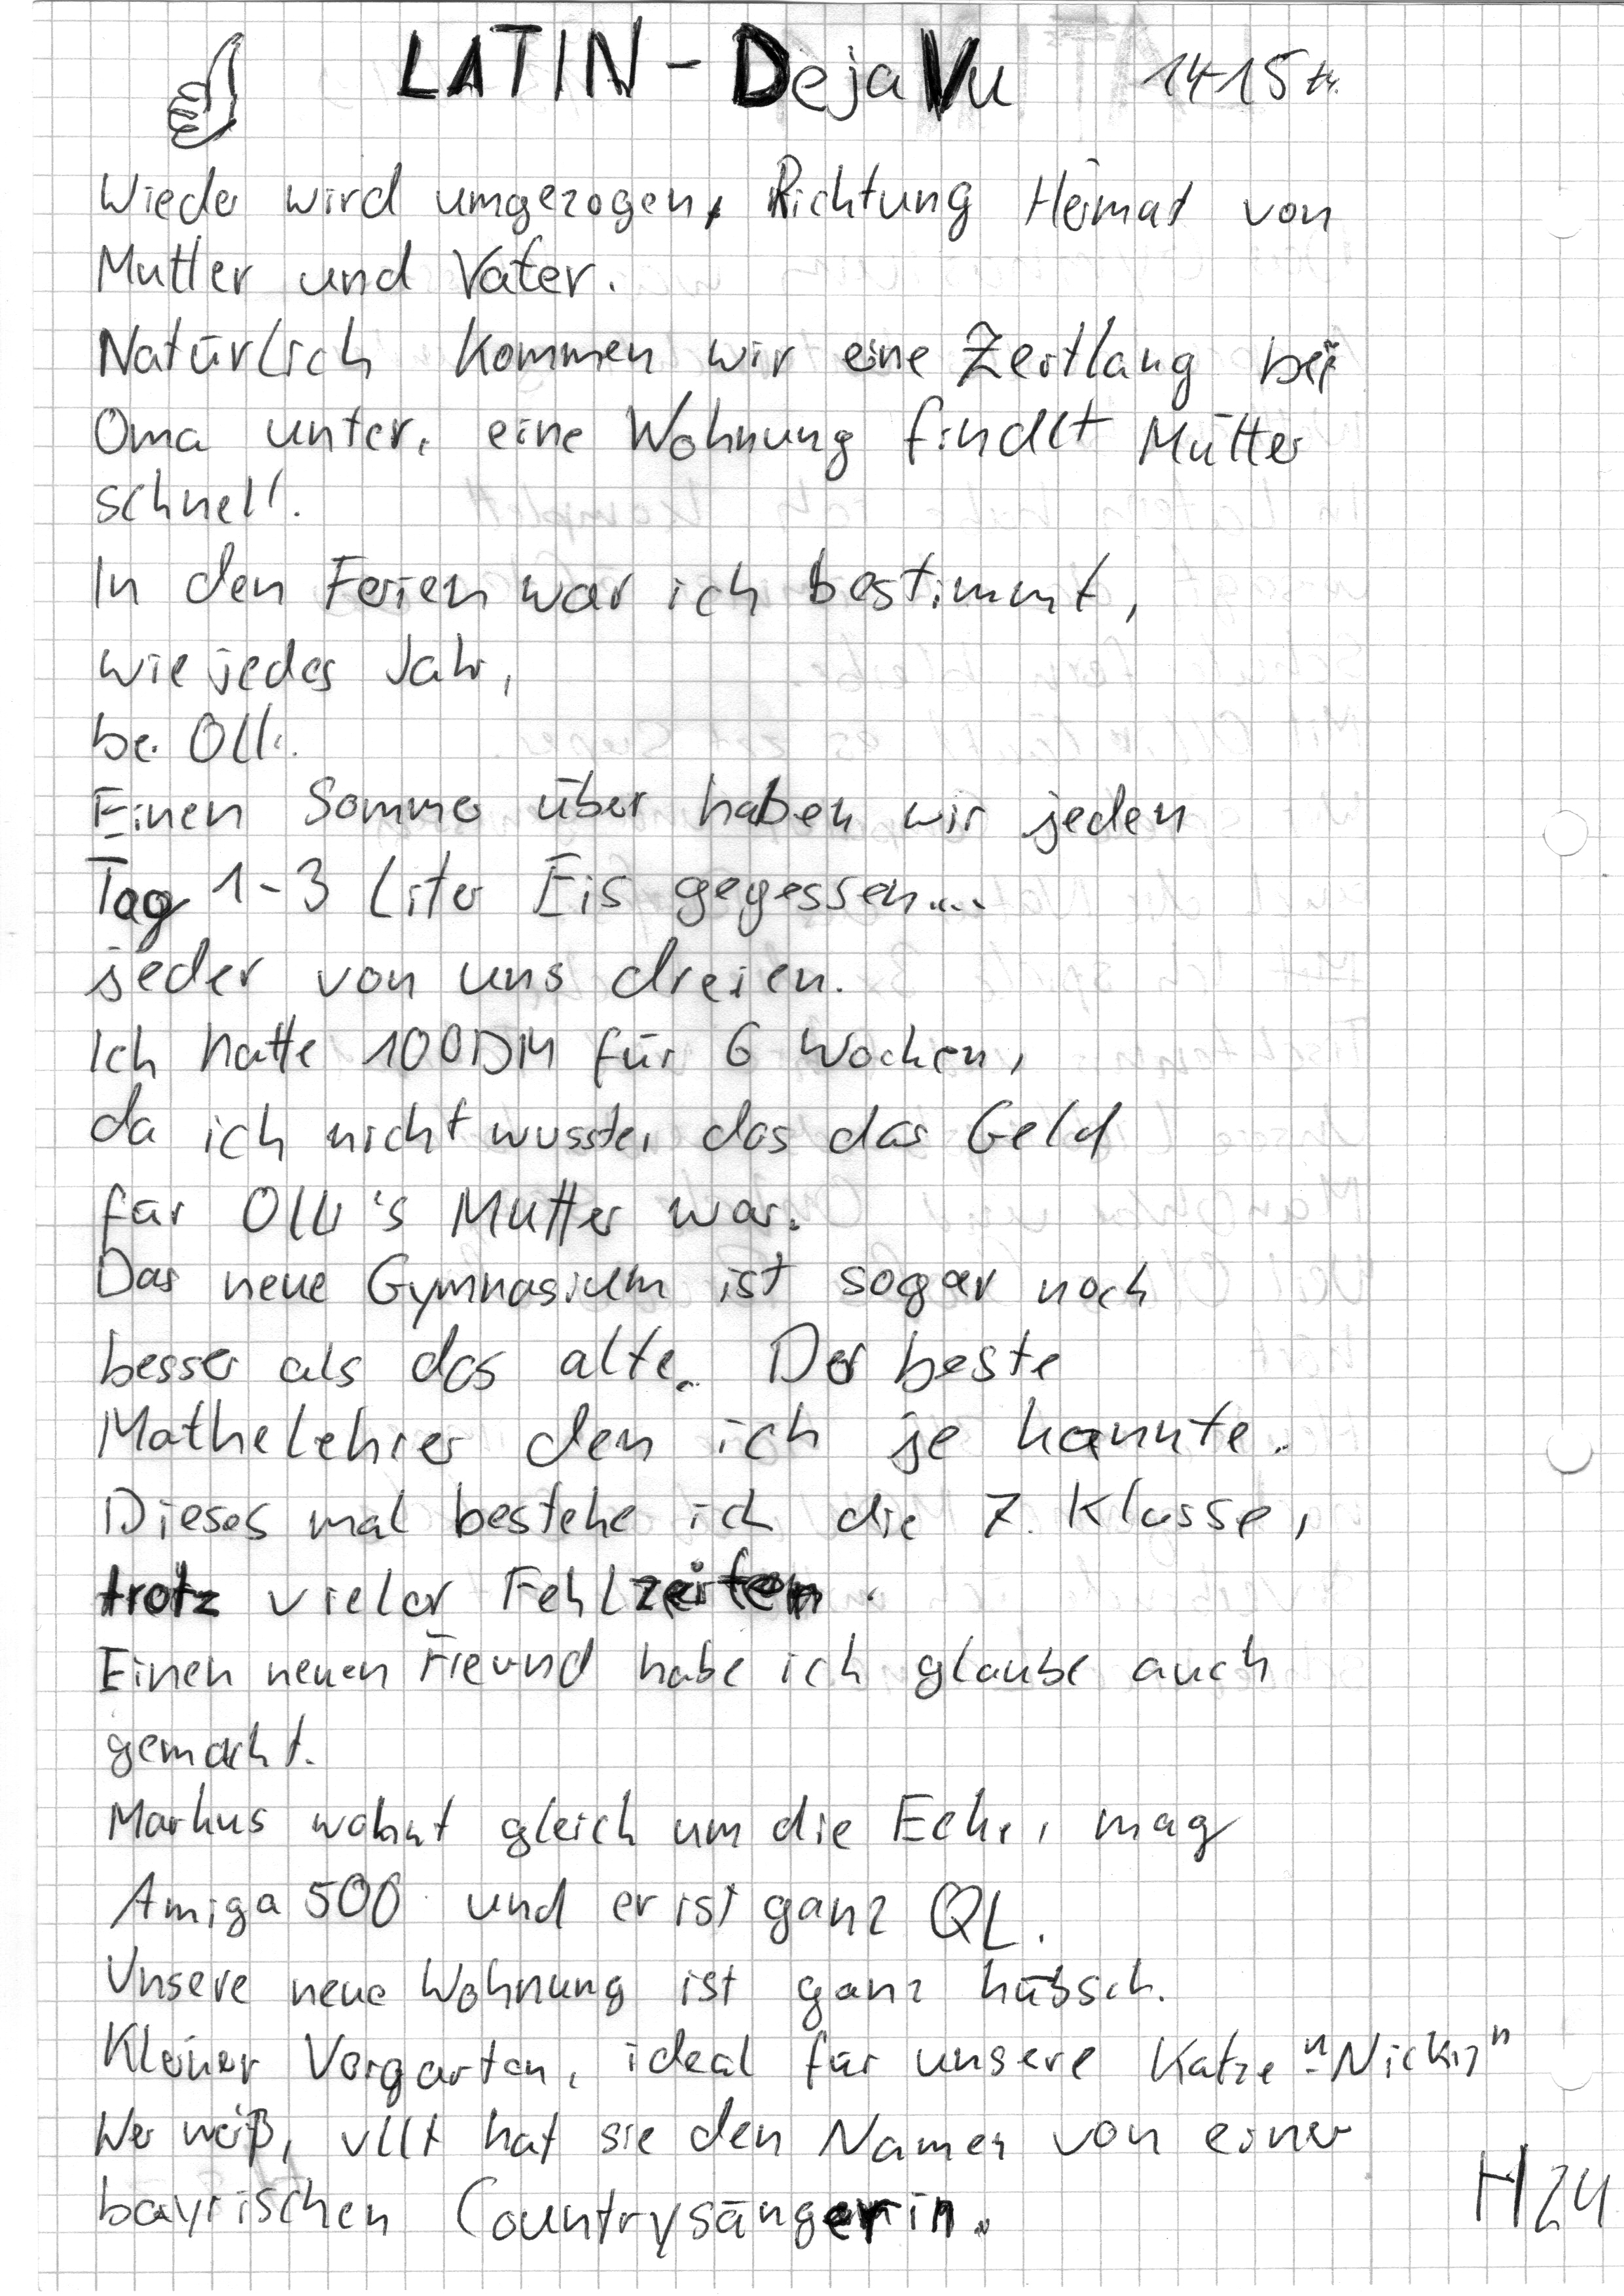 LATIN - DejaVu 14-15 J.
Wieder wird umgezogen, Richtung Heimat von
Mutter und Vater.
Natürlich kommen wir eine Zeitlang bei
Oma unter, eine Wohnung findet Mutter
schnell.
In den Ferien war ich bestimmt,
wie jedes Jahr,
bei Olli.
Einen Sommer über haben wir jeden
Tag 1-3 Liter Eis gegessen....
jeder von uns dreien.
Ich hatte 100DM für 6 Wochen,
da ich nicht wusste, das das Geld
für Olli's Mutter war.
Das neue Gymnasium ist sogar noch
besser als das alte. Der beste
Mathelehrer den ich je kannte.
Dieses mal bestehe ich die 7. Klasse,
trotz vieler Fehlzeiten.
Einen neuen Freund habe ich glaube auch
gemacht.
Markus wohnt gleich um die Ecke, mag
Amiga 500 und er ist ganz OK.
Unsere neue Wohnung ist ganz hübsch.
Kleiner Vorgarten, ideal für unsere Katze "Nicky"
Wer weiß, vllt hat sie den Namen von einer
bayrischen Countrysängerin.
H24